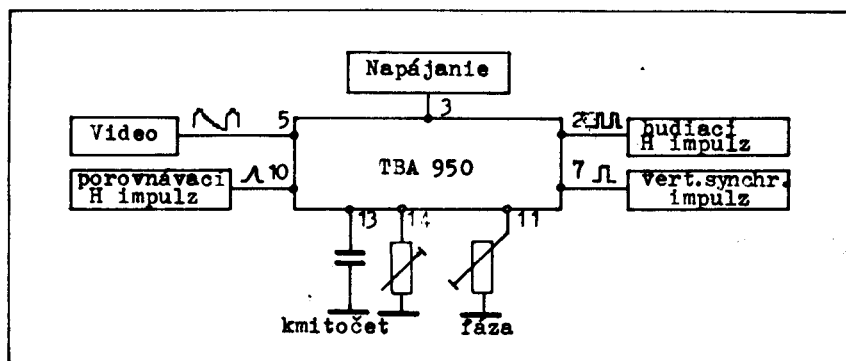 Napájanie
3
Video
5
2
budiaci
H impulz
TBA 950
porovnávací
H impulz
10
7
vert.synchr.
impulz
13
14
11
kmitočet
fáza